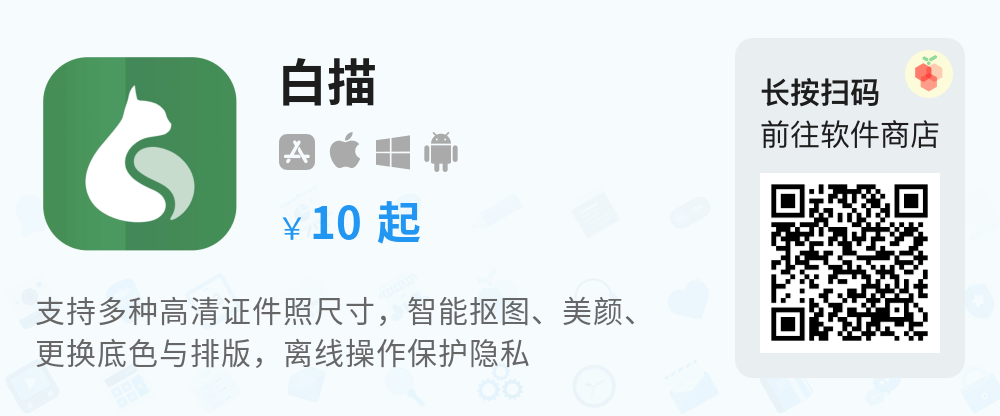 白描
¥ 10 起
支持多种高清证件照尺寸，智能抠图、美颜、
更换底色与排版，离线操作保护隐私
长按扫码
前往软件商店